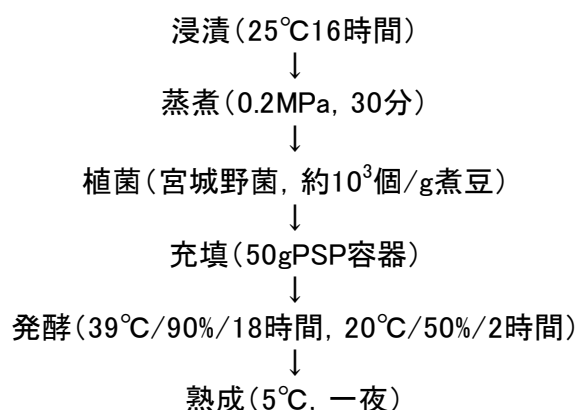 浸漬(25℃16時間)
↓
蒸煮(0.2MPa, 30分)
↓
植菌(宮城野菌, 約10³個/g煮豆)
↓
充填(50gPSP容器)
↓
発酵(39℃/90%/18時間, 20℃/50%/2時間)
↓
熟成(5℃, 一夜)